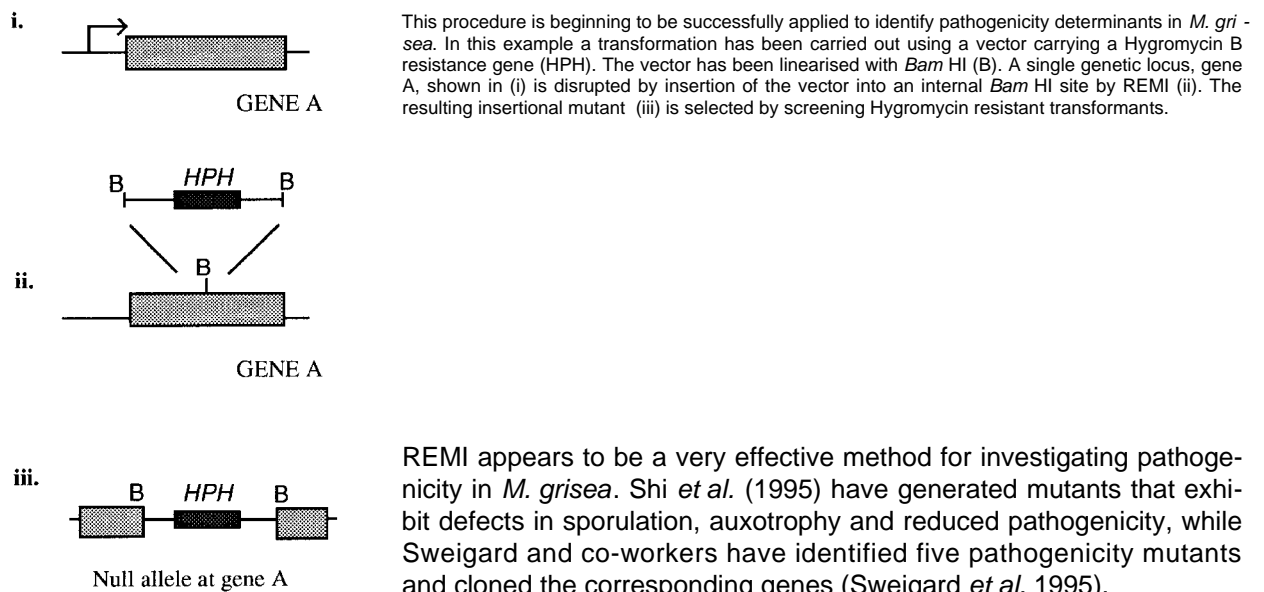 i.
GENE A
This procedure is beginning to be successfully applied to identify pathogenicity determinants in M. gri -
sea. In this example a transformation has been carried out using a vector carrying a Hygromycin B
resistance gene (HPH). The vector has been linearised with Bam HI (B). A single genetic locus, gene
A, shown in (i) is disrupted by insertion of the vector into an internal Bam HI site by REMI (ii). The
resulting insertional mutant (iii) is selected by screening Hygromycin resistant transformants.
B HPH B
B
ii.
GENE A
iii.
B HPH B
Null allele at gene A
REMI appears to be a very effective method for investigating pathoge-
nicity in M. grisea. Shi et al. (1995) have generated mutants that exhi-
bit defects in sporulation, auxotrophy and reduced pathogenicity, while
Sweigard and co-workers have identified five pathogenicity mutants
and cloned the corresponding genes (Sweigard et al. 1995).